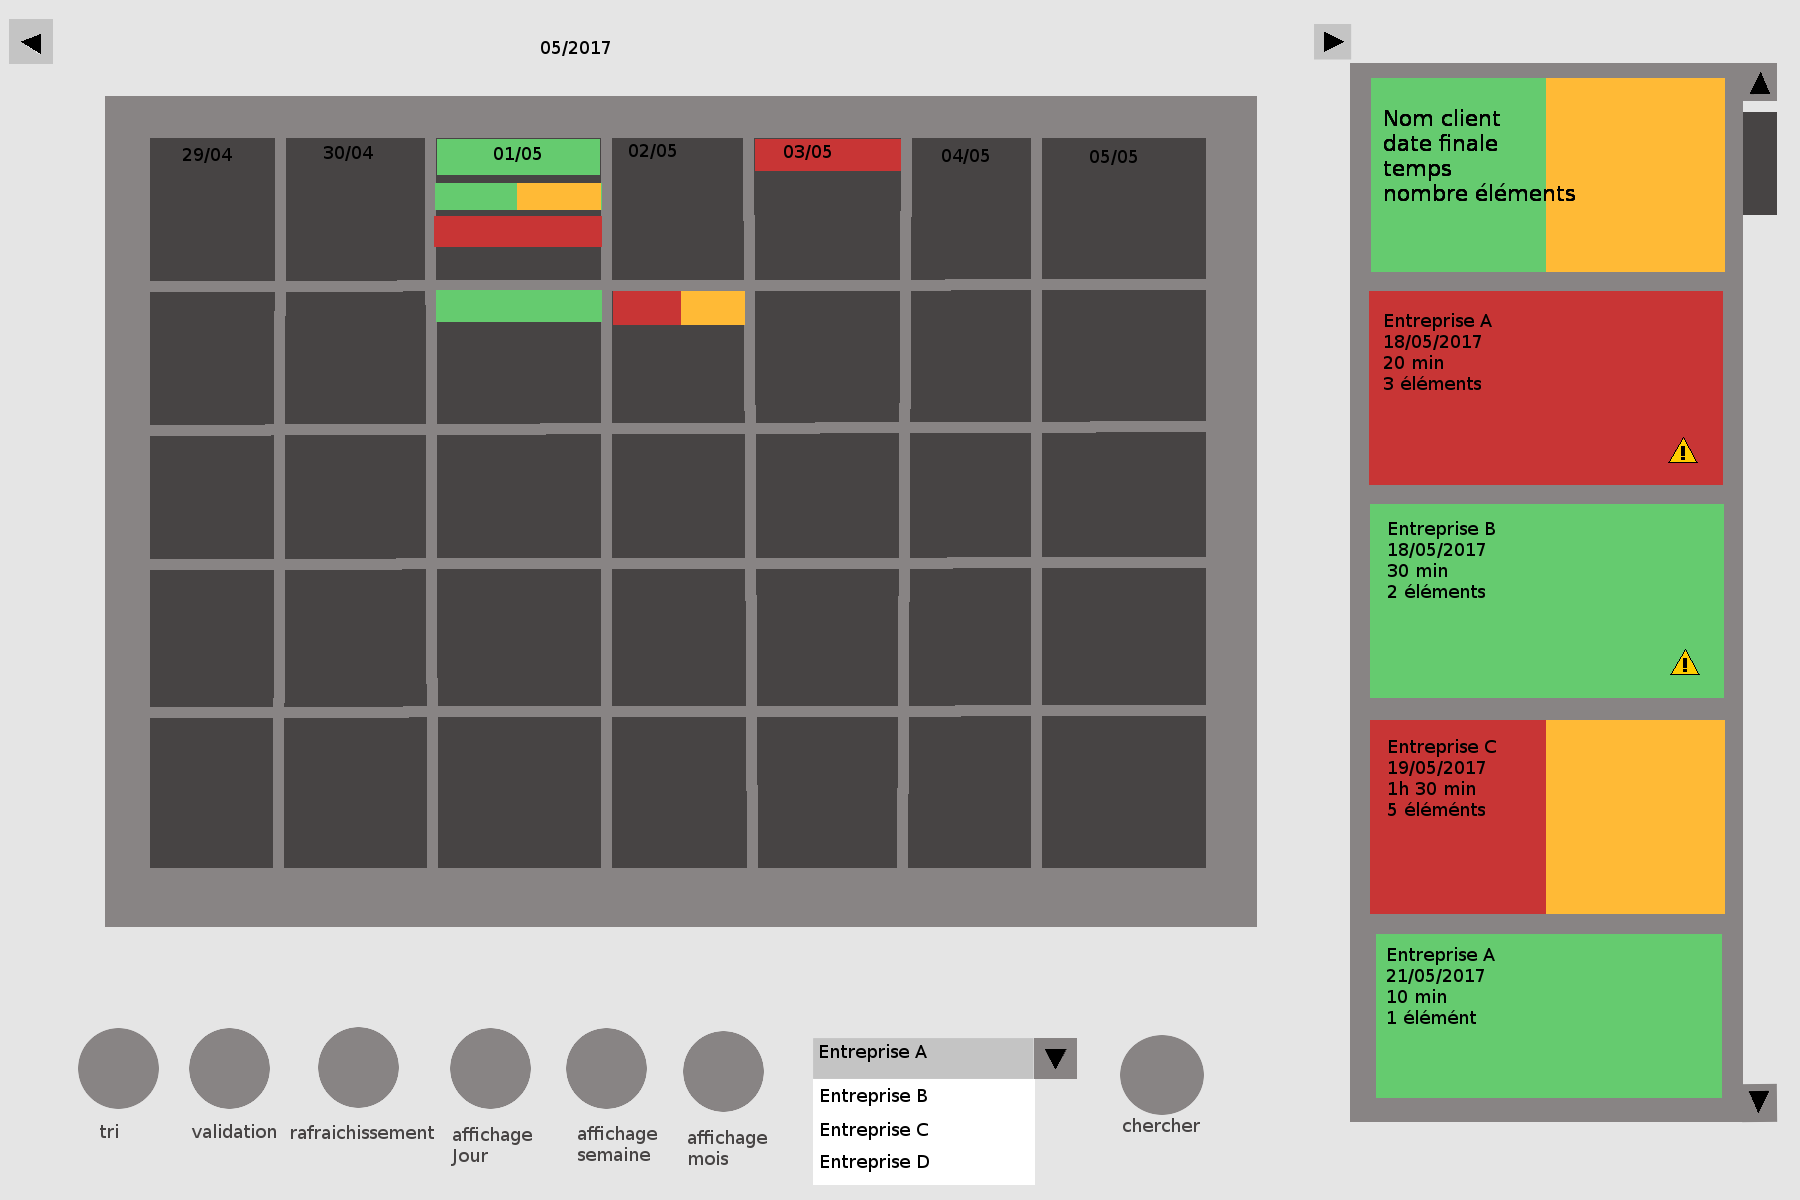 05/2017
29/04
30/04
01/05
02/05
03/05
04/05
05/05
Nom client
date finale
temps
nombre éléments
Entreprise A
18/05/2017
20 min
3 éléments
Entreprise B
18/05/2017
30 min
2 éléments
Entreprise C
19/05/2017
1h 30 min
5 éléménts
Entreprise A
21/05/2017
10 min
1 élémént
tri
validation
rafraichissement
affichage
Jour
affichage
semaine
affichage
mois
Entreprise A
Entreprise B
Entreprise C
Entreprise D
chercher